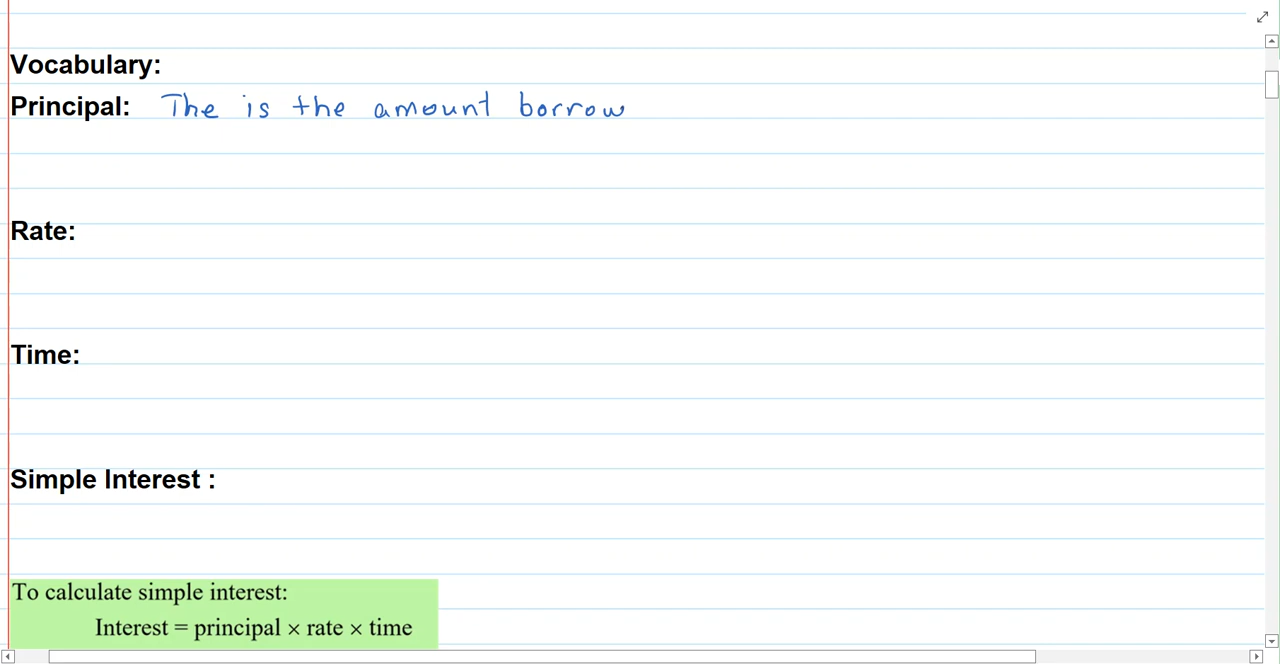 Vocabulary:
Principal: The is the amount borrow
Rate:
Time:
Simple Interest :
To calculate simple interest:
Interest = principal × rate × time